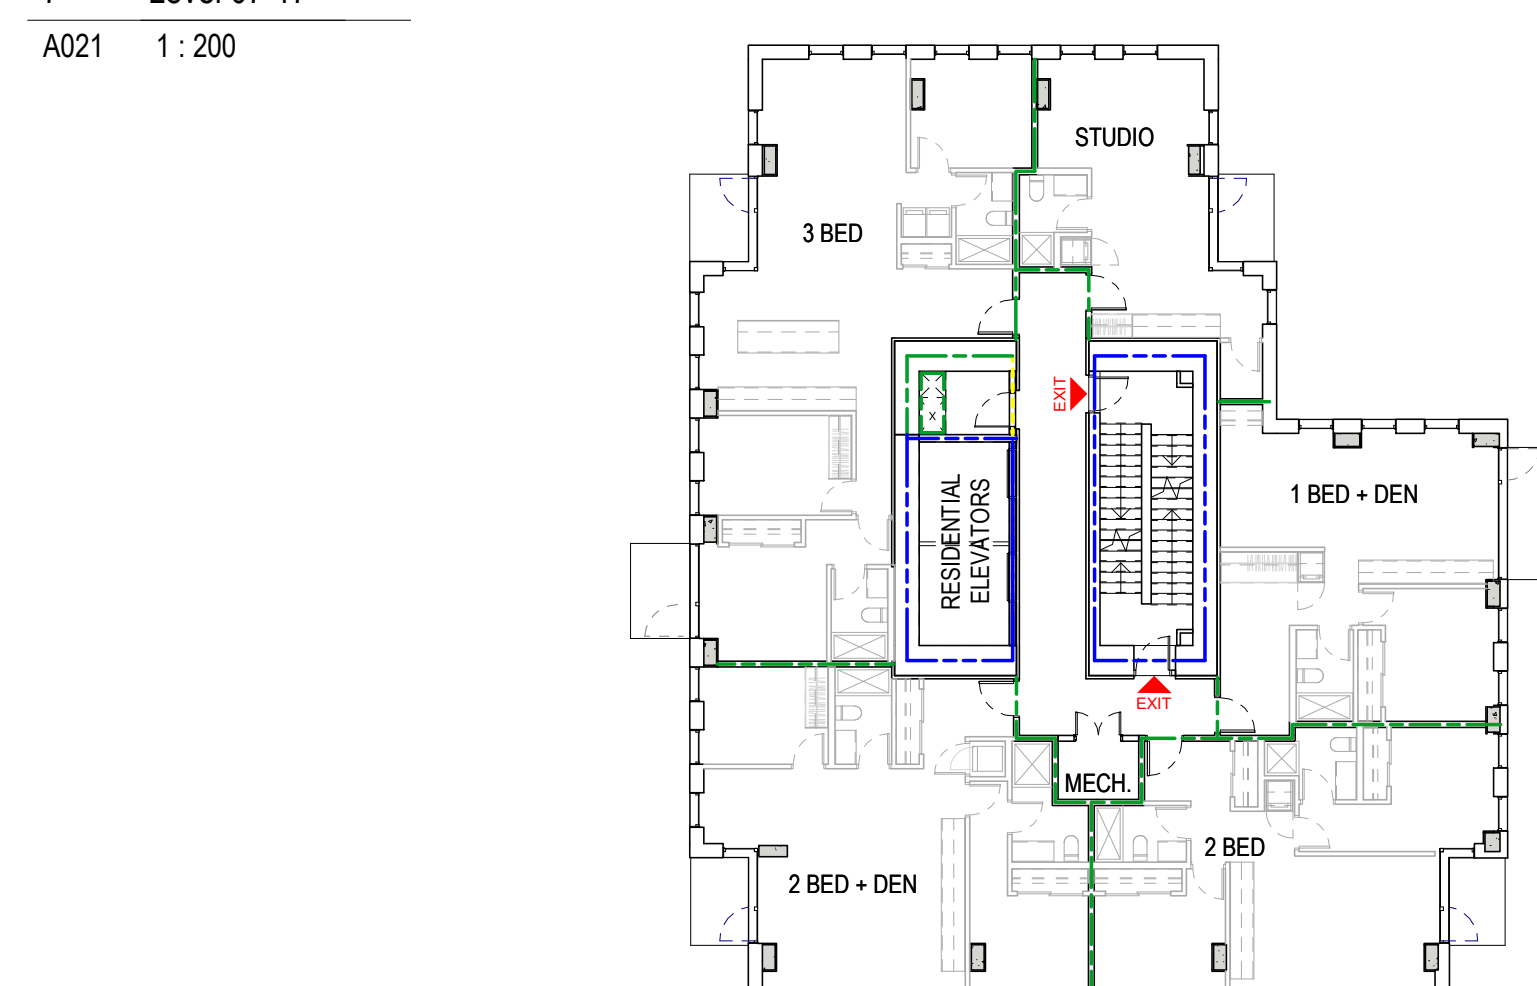 A021 1 : 200
STUDIO
3 BED
EXIT
1 BED + DEN
RESIDENTIAL
ELEVATORS
X
EXIT
MECH.
2 BED
2 BED + DEN